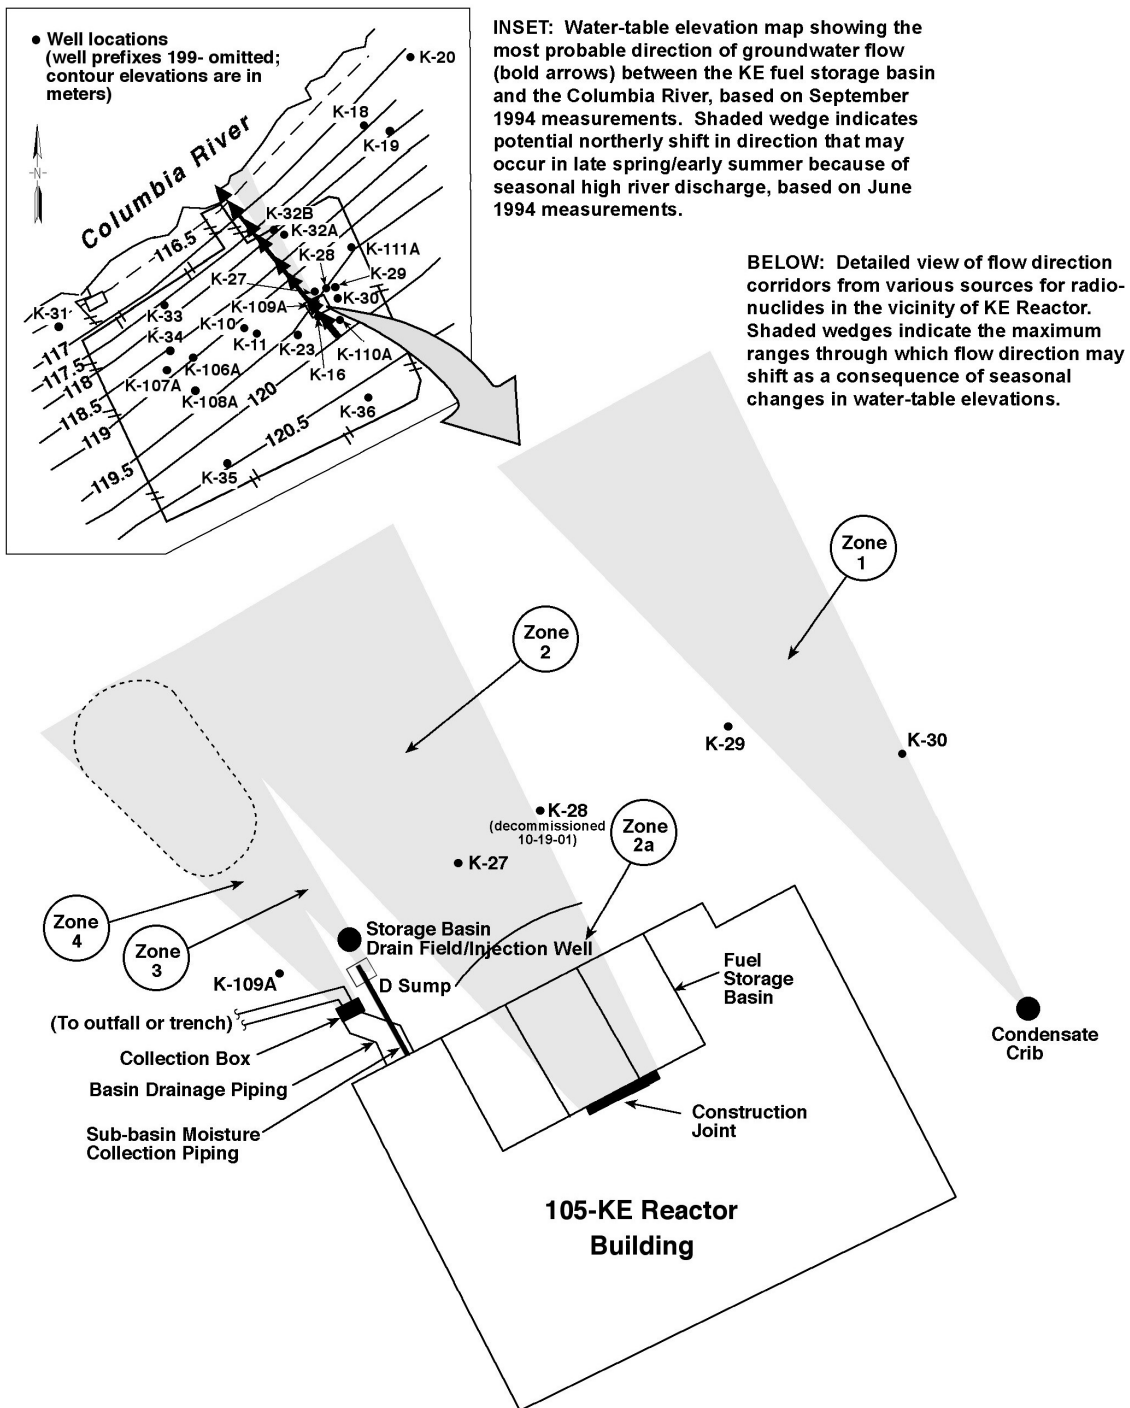 Well locations
(well prefixes 199- omitted;
contour elevations are in
meters)
N
Columbia River
K-20
K-18
K-19
K-32B
K-32A
K-28
K-111A
K-27
K-29
K-30
K-109A
K-31
K-33
K-34
K-10
K-11
K-23
K-110A
K-16
K-106A
K-107A
K-108A
K-36
K-35
116.5
117
117.5
118
118.5
119
119.5
120
120.5
INSET: Water-table elevation map showing the
most probable direction of groundwater flow
(bold arrows) between the KE fuel storage basin
and the Columbia River, based on September
1994 measurements. Shaded wedge indicates
potential northerly shift in direction that may
occur in late spring/early summer because of
seasonal high river discharge, based on June
1994 measurements.
BELOW: Detailed view of flow direction
corridors from various sources for radio-
nuclides in the vicinity of KE Reactor.
Shaded wedges indicate the maximum
ranges through which flow direction may
shift as a consequence of seasonal
changes in water-table elevations.
Zone
1
Zone
2
K-29
K-30
K-28
(decommissioned
10-19-01)
Zone
2a
K-27
Zone
4
Zone
3
Storage Basin
Drain Field/Injection Well
K-109A
D Sump
Fuel
Storage
Basin
(To outfall or trench)
Condensate
Crib
Collection Box
Basin Drainage Piping
Construction
Joint
Sub-basin Moisture
Collection Piping
105-KE Reactor
Building